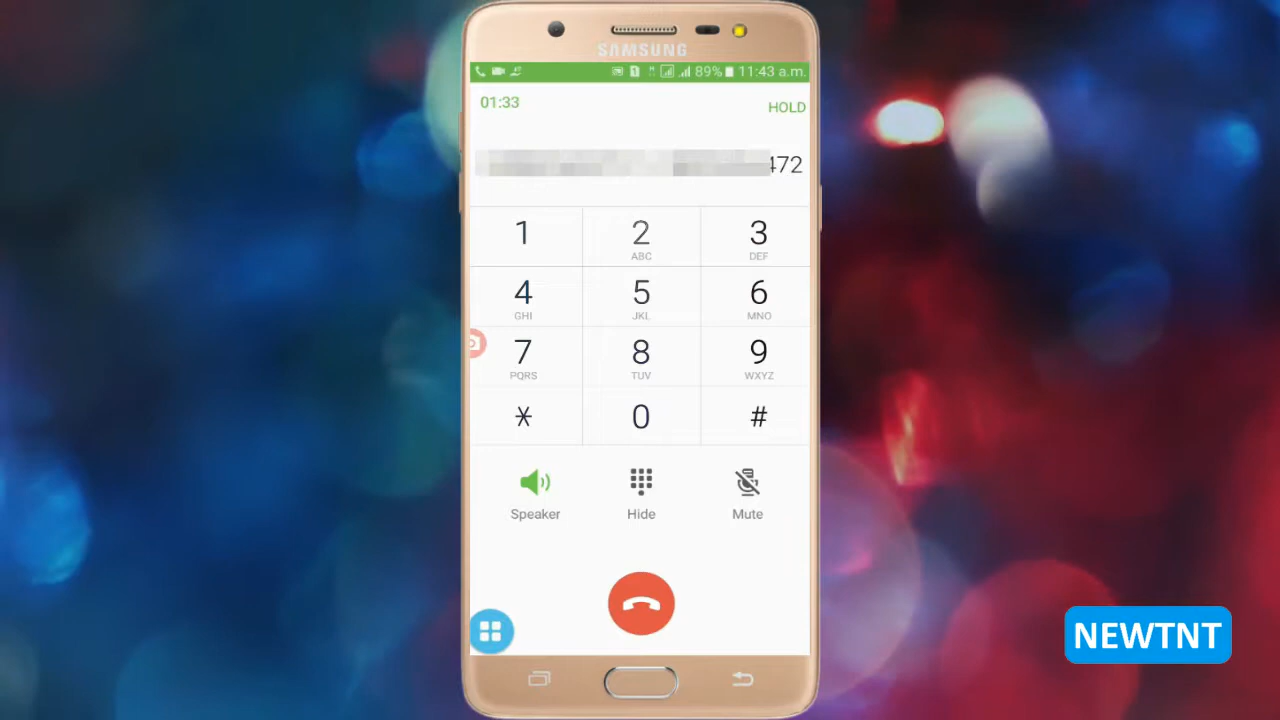 SAMSUNG
89% 11:43 a.m.
01:33
HOLD
472
1 2 3
ABC DEF
4 5 6
GHI JKL MNO
7 8 9
PQRS TUV WXYZ
* 0 #
Speaker Hide Mute
NEWTNT